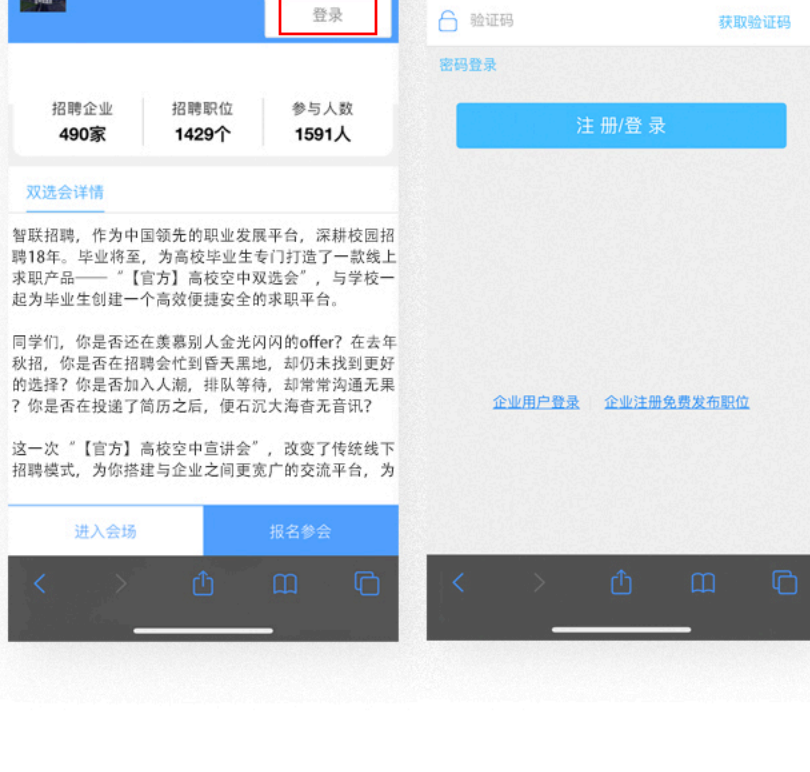 登录
招聘企业 招聘职位 参与人数
490家 1429个 1591人
双选会详情
智联招聘，作为中国领先的职业发展平台，深耕校园招
聘18年。毕业将至，为高校毕业生专门打造了一款线上
求职产品——“【官方】高校空中双选会”，与学校一
起为毕业生创建一个高效便捷安全的求职平台。
同学们，你是否还在羡慕别人金光闪闪的offer？在去年
秋招，你是否在招聘会忙到昏天黑地，却仍未找到更好
的选择？你是否加入人潮，排队等待，却常常沟通无果
？你是否在投递了简历之后，便石沉大海杳无音讯？
这一次“【官方】高校空中宣讲会”，改变了传统线下
招聘模式，为你搭建与企业之间更宽广的交流平台，为
进入会场 报名参会
验证码 获取验证码
密码登录
注 册/登 录
企业用户登录 企业注册免费发布职位